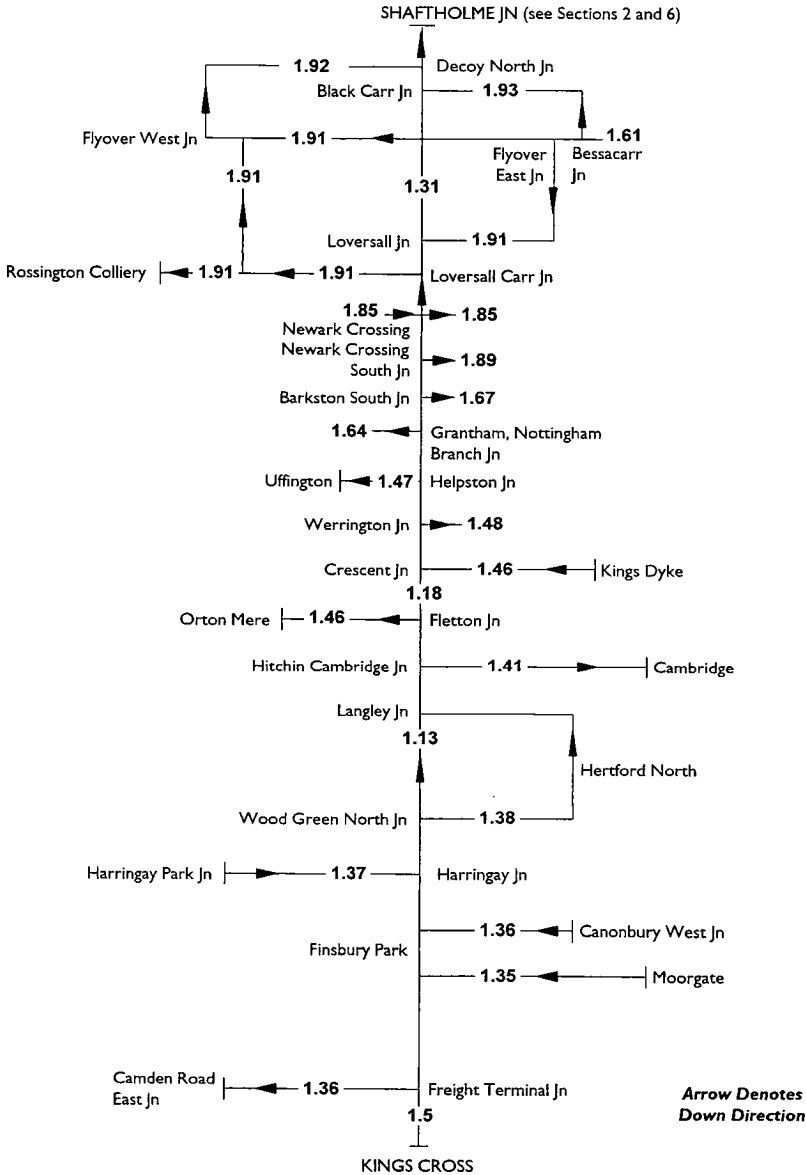 SHAFTHOLME JN (see Sections 2 and 6)
1.92
Decoy North Jn
Black Carr Jn
1.93
Flyover West Jn
1.91
1.61
Flyover
East Jn
Bessacarr
Jn
1.91
1.31
Loversall Jn
1.91
Rossington Colliery
1.91
1.91
Loversall Carr Jn
1.85
1.85
Newark Crossing
Newark Crossing
South Jn
1.89
Barkston South Jn
1.67
1.64
Grantham, Nottingham
Branch Jn
Uffington
1.47
Helpston Jn
Werrington Jn
1.48
Crescent Jn
1.46
Kings Dyke
1.18
Orton Mere
1.46
Fletton Jn
Hitchin Cambridge Jn
1.41
Cambridge
Langley Jn
1.13
Hertford North
Wood Green North Jn
1.38
Harringay Park Jn
1.37
Harringay Jn
1.36
Canonbury West Jn
Finsbury Park
1.35
Moorgate
Camden Road
East Jn
1.36
Freight Terminal Jn
1.5
Arrow Denotes
Down Direction
KINGS CROSS